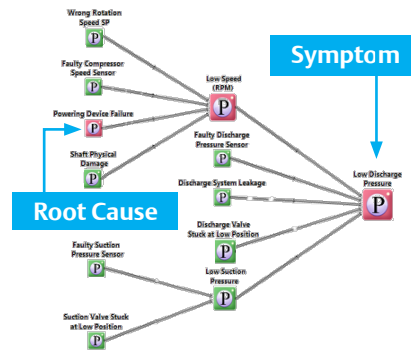 Wrong Rotation
Speed SP
P
Symptom
Faulty Compressor
Speed Sensor
P
Low Speed
(RPM)
P
Powering Device Failure
P
Faulty Discharge
Pressure Sensor
P
Shaft Physical
Damage
P
Low Discharge
Pressure
P
Discharge System Leakage
P
Root Cause
Discharge Valve
Stuck at Low Position
P
Faulty Suction
Pressure Sensor
P
Low Suction
Pressure
P
Suction Valve Stuck
at Low Position
P